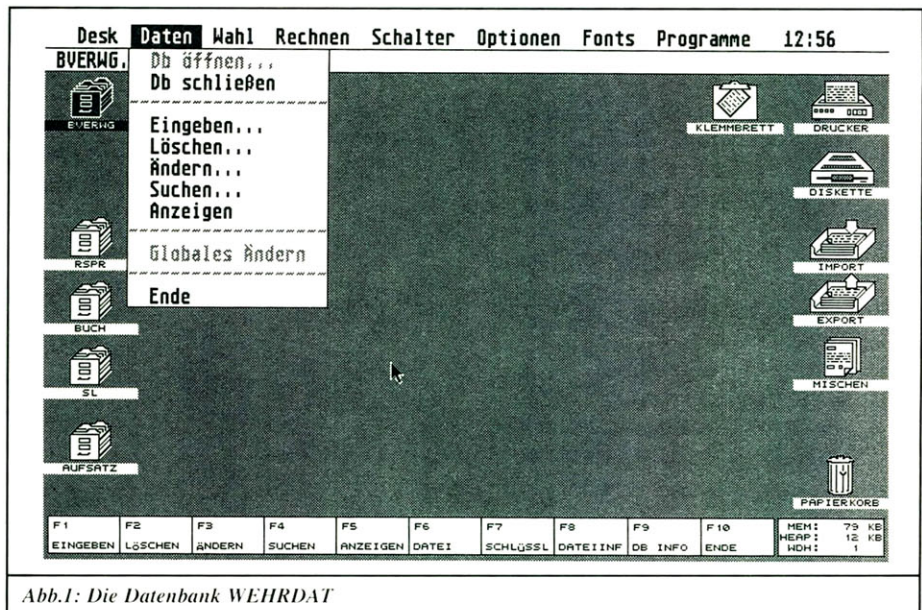 Desk Daten Wahl Rechnen Schalter Optionen Fonts Programme 12:56
BVERWG.
Db öffnen...
Db schließen
Eingeben...
Löschen...
Ändern...
Suchen...
Anzeigen
Globales Ändern
Ende
BVERWG
RSPR
BUCH
SL
AUFSATZ
KLEMMBRETT
DRUCKER
DISKETTE
IMPORT
EXPORT
MISCHEN
PAPIERKORB
F1 F2 F3 F4 F5 F6 F7 F8 F9 F10
EINGEBEN LÖSCHEN ÄNDERN SUCHEN ANZEIGEN DATEI SCHLÜSSL DATEIINF DB INFO ENDE
MEM: 79 KB
HEAP: 12 KB
WDH: 1
Abb.1: Die Datenbank WEHRDAT